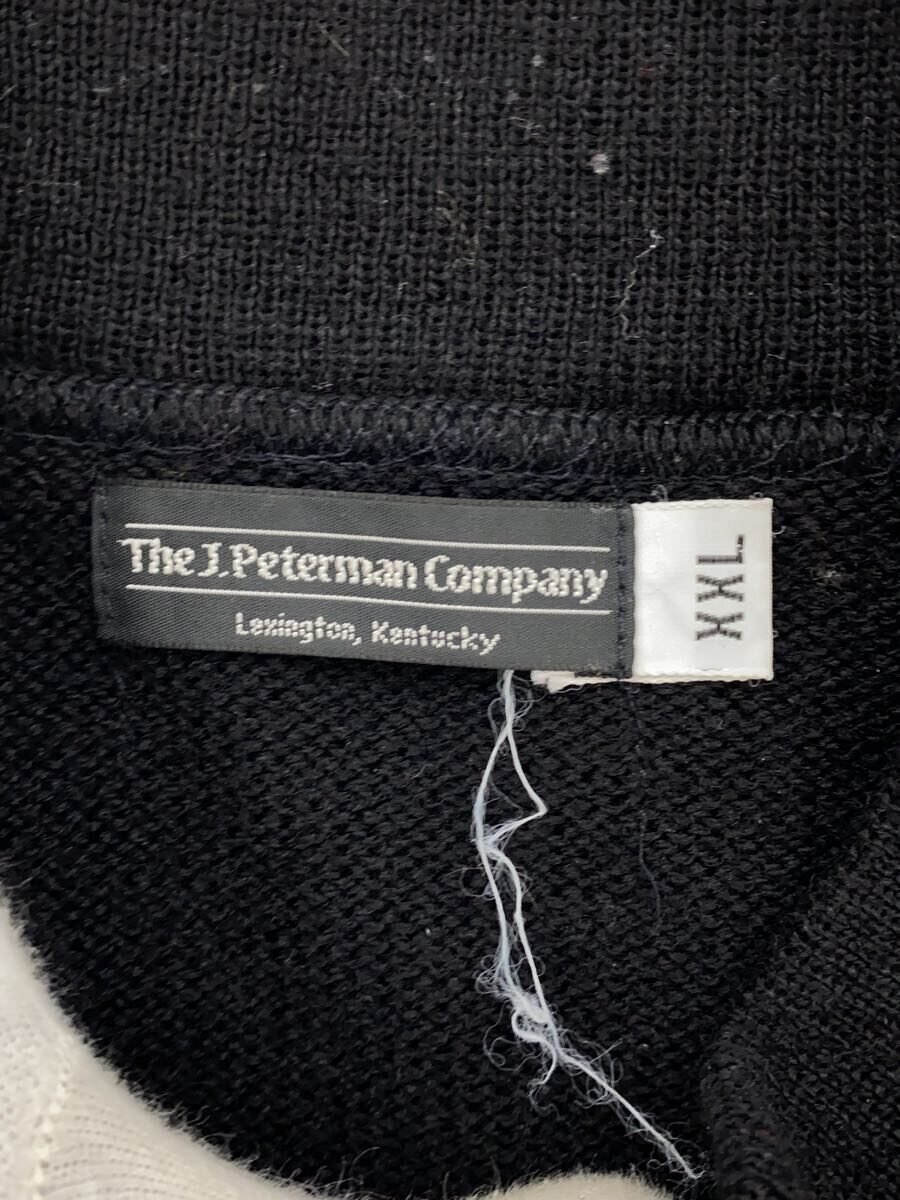 The J. Peterman Company
Lexington, Kentucky
XXL